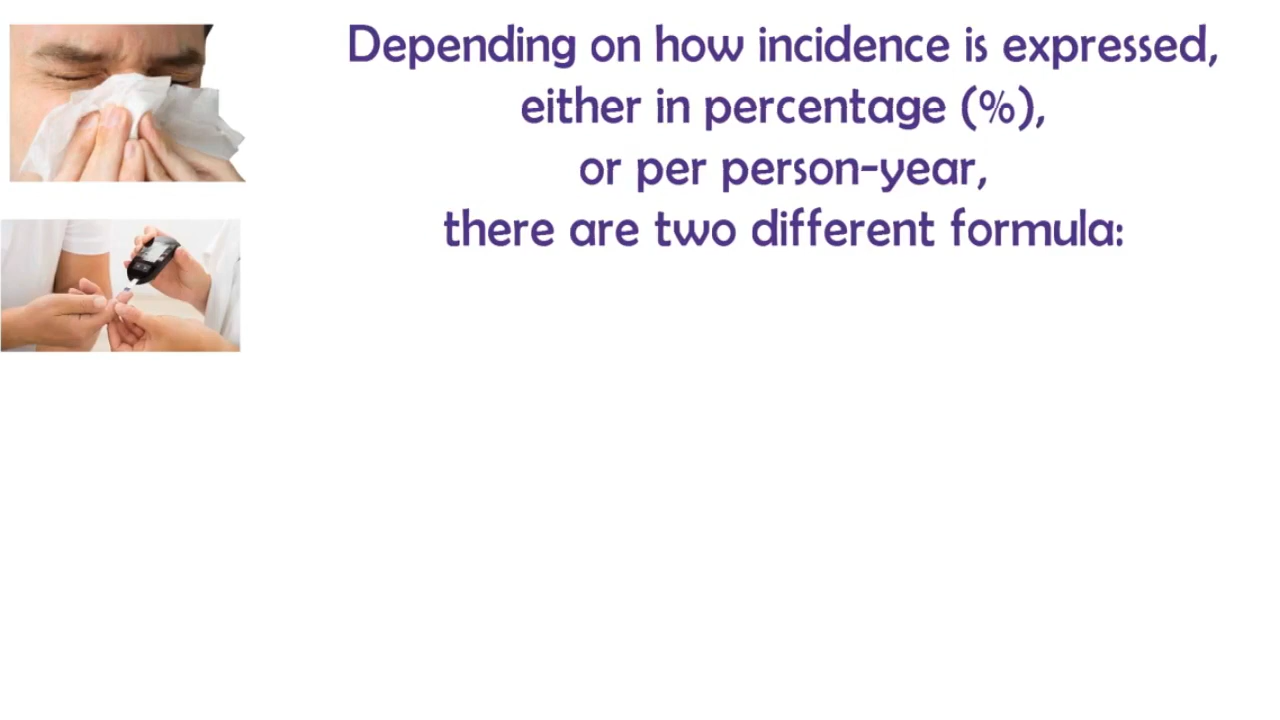 Depending on how incidence is expressed,
either in percentage (%),
or per person-year,
there are two different formula: